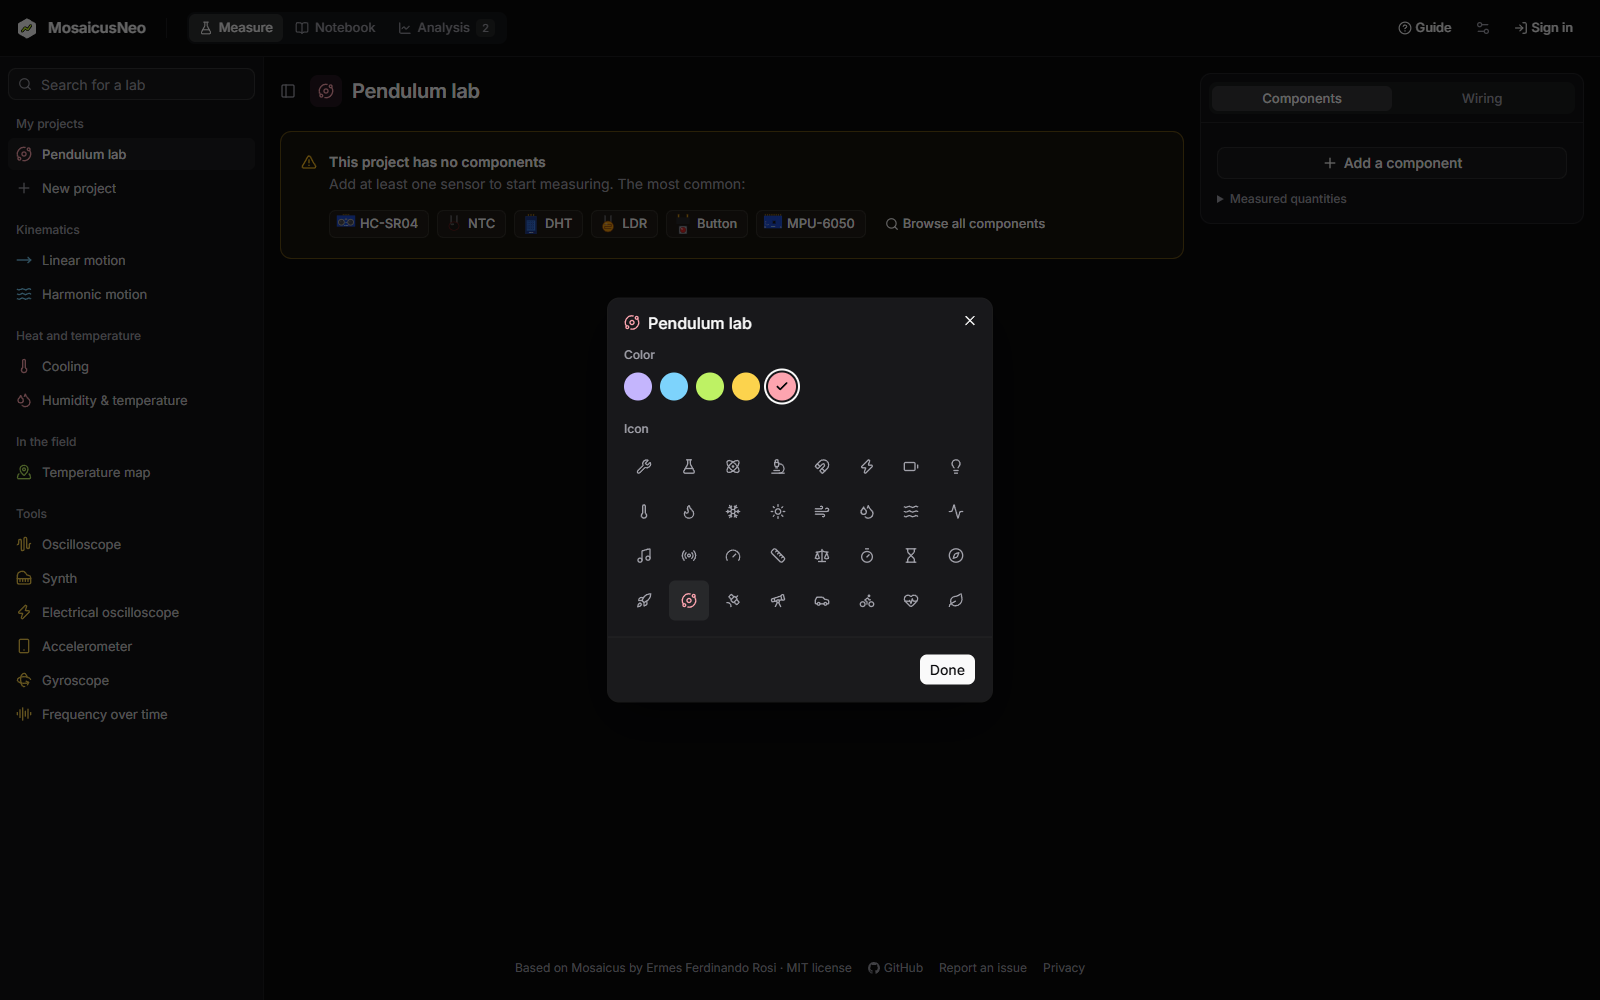 MosaicusNeo
Measure
Notebook
Analysis 2
Guide
Sign in
Search for a lab
My projects
Pendulum lab
New project
Kinematics
Linear motion
Harmonic motion
Heat and temperature
Cooling
Humidity & temperature
In the field
Temperature map
Tools
Oscilloscope
Synth
Electrical oscilloscope
Accelerometer
Gyroscope
Frequency over time
Pendulum lab
This project has no components
Add at least one sensor to start measuring. The most common:
HC-SR04
NTC
DHT
LDR
Button
MPU-6050
Browse all components
Components
Wiring
Add a component
Measured quantities
Pendulum lab
Color
Icon
Done
Based on Mosaicus by Ermes Ferdinando Rosi · MIT license
GitHub
Report an issue
Privacy